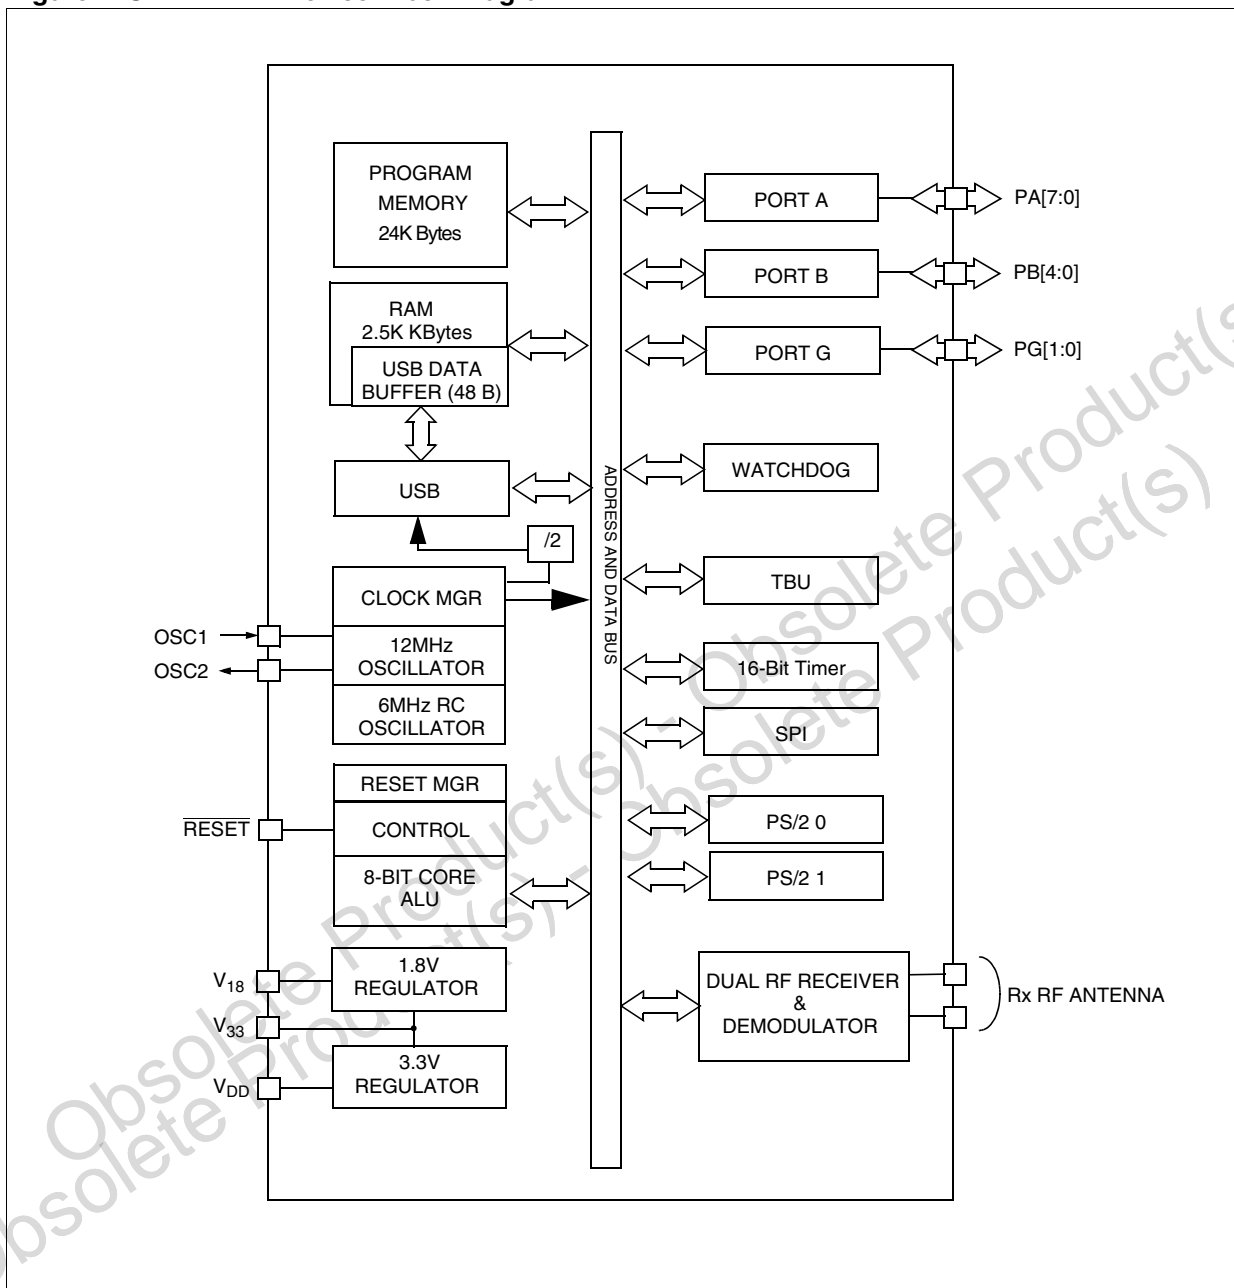 PROGRAM
MEMORY
24K Bytes
RAM
2.5K KBytes
USB DATA
BUFFER (48 B)
USB
/2
CLOCK MGR
12MHz
OSCILLATOR
6MHz RC
OSCILLATOR
OSC1
OSC2
RESET MGR
CONTROL
8-BIT CORE
ALU
RESET
1.8V
REGULATOR
3.3V
REGULATOR
V18
V33
VDD
ADDRESS AND DATA BUS
PORT A
PA[7:0]
PORT B
PB[4:0]
PORT G
PG[1:0]
WATCHDOG
TBU
16-Bit Timer
SPI
PS/2 0
PS/2 1
DUAL RF RECEIVER
&
DEMODULATOR
Rx RF ANTENNA
Obsolete Product(s) - Obsolete Product(s
Obsolete Product(s) - Obsolete Product(s)